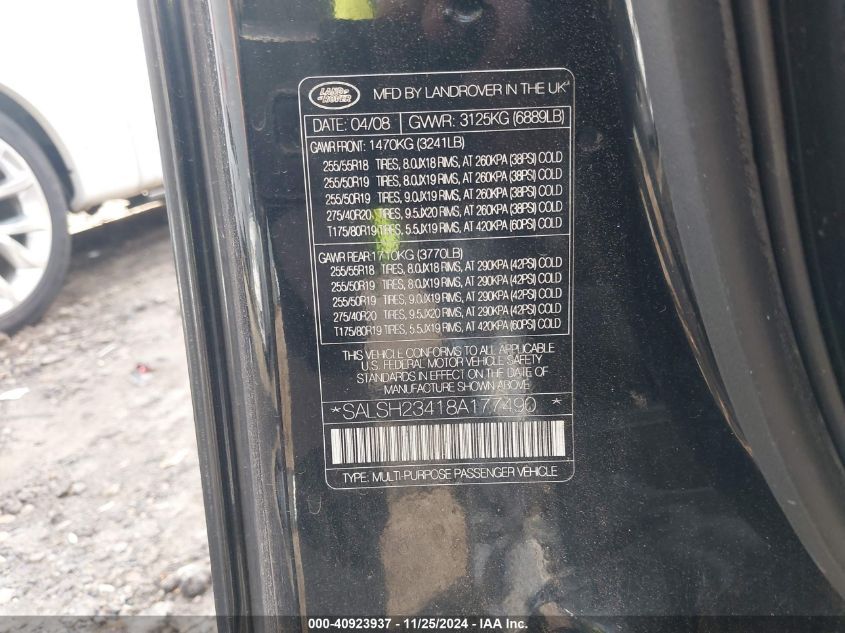 LAND
ROVER
MFD BY LANDROVER IN THE UK
DATE: 04/08 GVWR: 3125KG (6889LB)
GAWR FRONT: 1470KG (3241LB)
255/55R18 TIRES, 8.0JX18 RIMS, AT 260KPA (38PSI) COLD
255/50R19 TIRES, 8.0JX19 RIMS, AT 260KPA (38PSI) COLD
255/50R19 TIRES, 9.0JX19 RIMS, AT 260KPA (38PSI) COLD
275/40R20 TIRES, 9.5JX20 RIMS, AT 260KPA (38PSI) COLD
T175/80R19 TIRES, 5.5JX19 RIMS, AT 420KPA (60PSI) COLD
GAWR REAR: 1710KG (3770LB)
255/55R18 TIRES, 8.0JX18 RIMS, AT 290KPA (42PSI) COLD
255/50R19 TIRES, 8.0JX19 RIMS, AT 290KPA (42PSI) COLD
255/50R19 TIRES, 9.0JX19 RIMS, AT 290KPA (42PSI) COLD
275/40R20 TIRES, 9.5JX20 RIMS, AT 290KPA (42PSI) COLD
T175/80R19 TIRES, 5.5JX19 RIMS, AT 420KPA (60PSI) COLD
THIS VEHICLE CONFORMS TO ALL APPLICABLE
U.S. FEDERAL MOTOR VEHICLE SAFETY
STANDARDS IN EFFECT ON THE DATE OF
MANUFACTURE SHOWN ABOVE
* SALSH23418A177490 *
TYPE: MULTI-PURPOSE PASSENGER VEHICLE
000-40923937 - 11/25/2024 - IAA Inc.